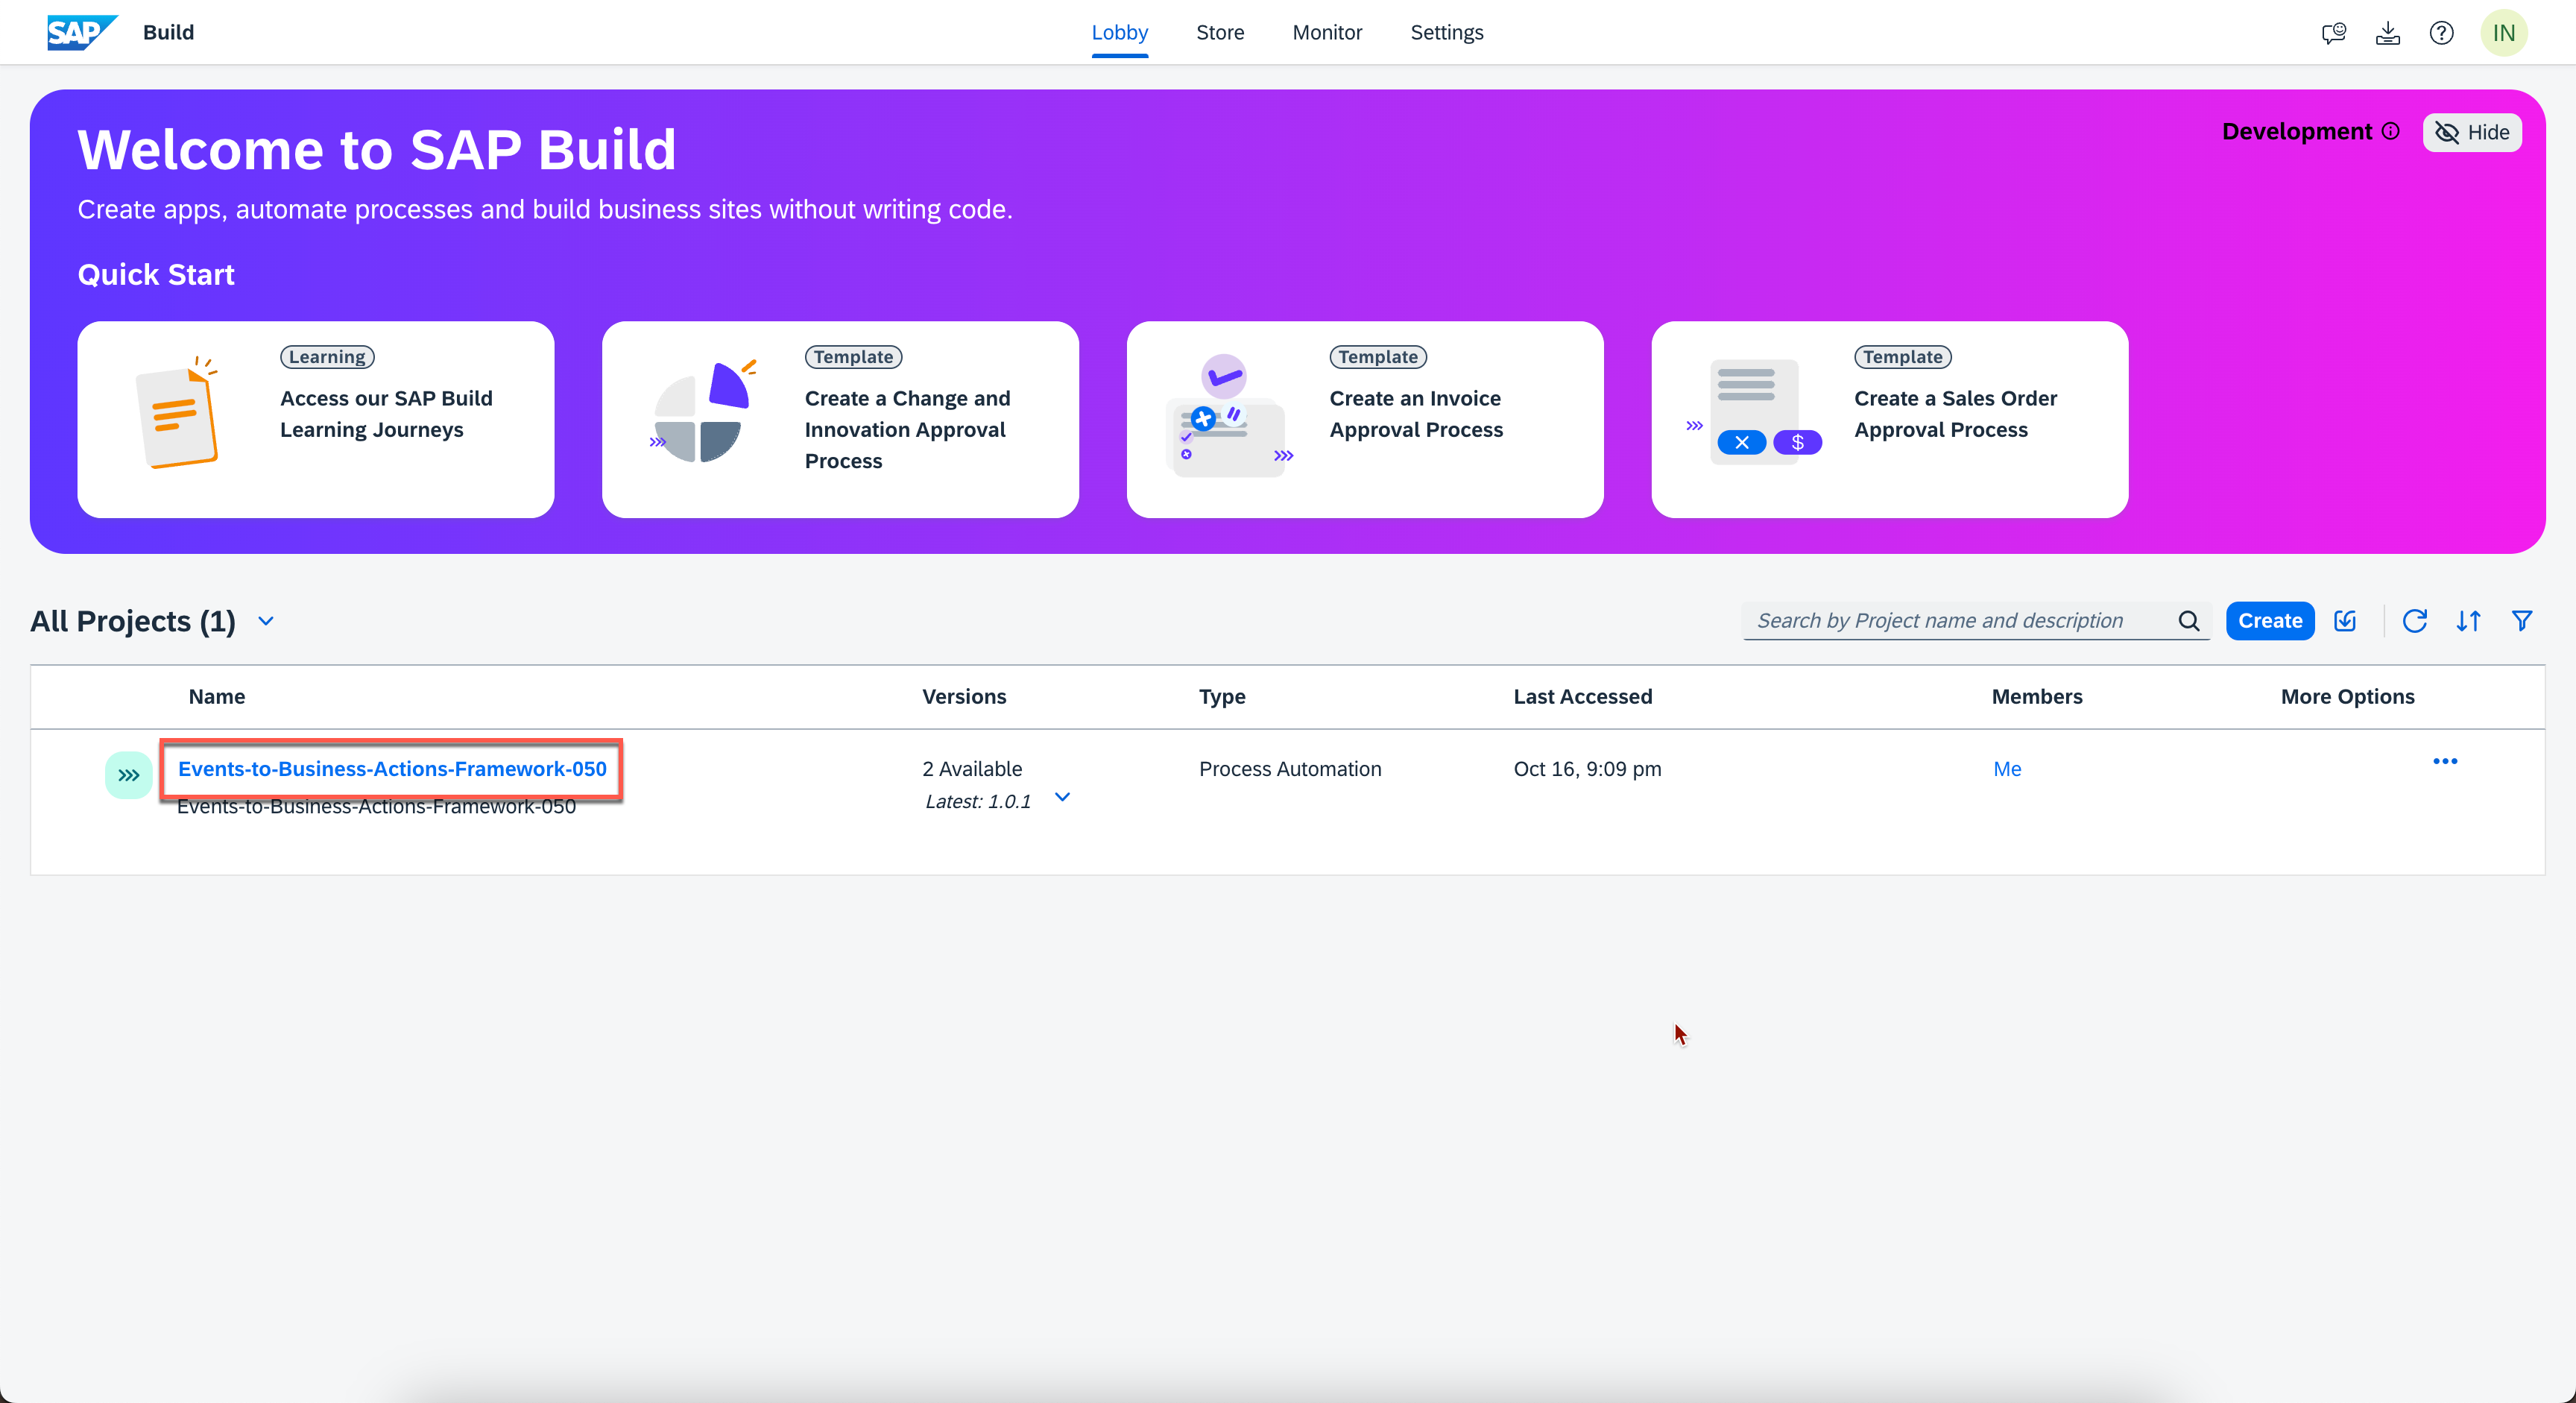 SAP Build
Lobby Store Monitor Settings
IN
Welcome to SAP Build
Development
Hide
Create apps, automate processes and build business sites without writing code.
Quick Start
Learning
Access our SAP Build
Learning Journeys
Template
Create a Change and
Innovation Approval
Process
Template
Create an Invoice
Approval Process
Template
Create a Sales Order
Approval Process
$
All Projects (1)
Search by Project name and description
Create
Name Versions Type Last Accessed Members More Options
Events-to-Business-Actions-Framework-050 2 Available Process Automation Oct 16, 9:09 pm Me
Events-to-Business-Actions-Framework-050 Latest: 1.0.1